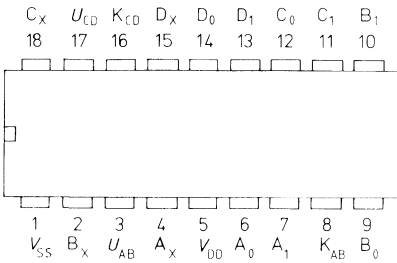 C_X U_CD K_CD D_X D_0 D_1 C_0 C_1 B_1
18 17 16 15 14 13 12 11 10
1 2 3 4 5 6 7 8 9
V_SS B_X U_AB A_X V_DD A_0 A_1 K_AB B_0